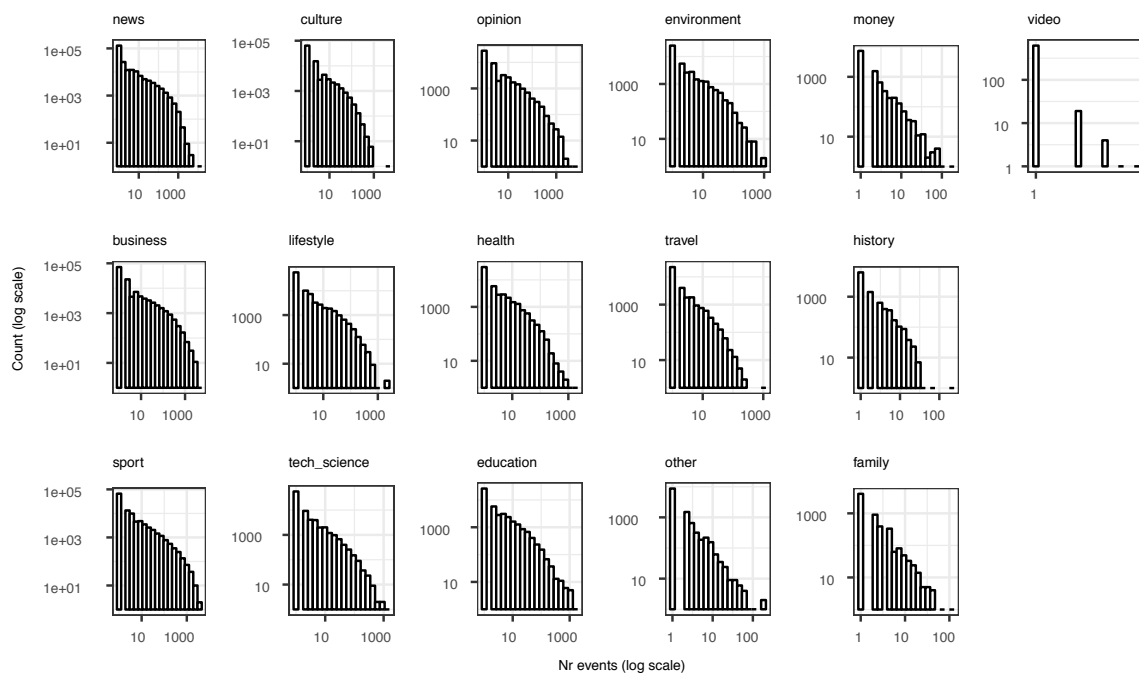 news culture opinion environment money video
1e+05
1e+03
1e+01
10 1000
1e+05
1e+03
1e+01
10 1000
1000
10
10 1000
1000
10
10 1000
1000
10
1 10 100
100
10
1
1
business lifestyle health travel history
Count (log scale)
1e+05
1e+03
1e+01
10 1000
1000
10
10 1000
1000
10
10 1000
1000
10
10 1000
1000
10
1 10 100
sport tech_science education other family
1e+05
1e+03
1e+01
10 1000
1000
10
10 1000
1000
10
10 1000
1000
10
1 10 100
1000
10
1 10 100
Nr events (log scale)